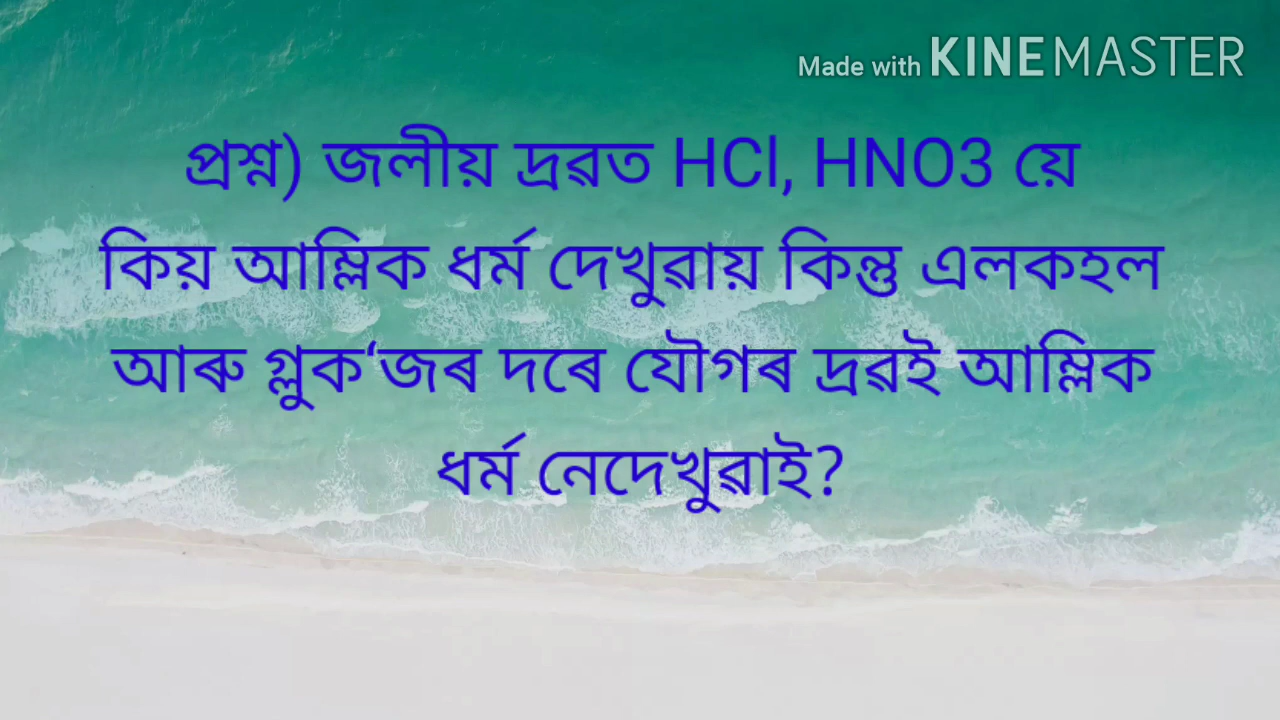 Made with KINEMASTER
প্ৰশ্ন) জলীয় দ্ৰৱত HCl, HNO3 য়ে
কিয় আম্লিক ধৰ্ম দেখুৱায় কিন্তু এলকহল
আৰু গ্লুক‘জৰ দৰে যৌগৰ দ্ৰৱই আম্লিক
ধৰ্ম নেদেখুৱাই?